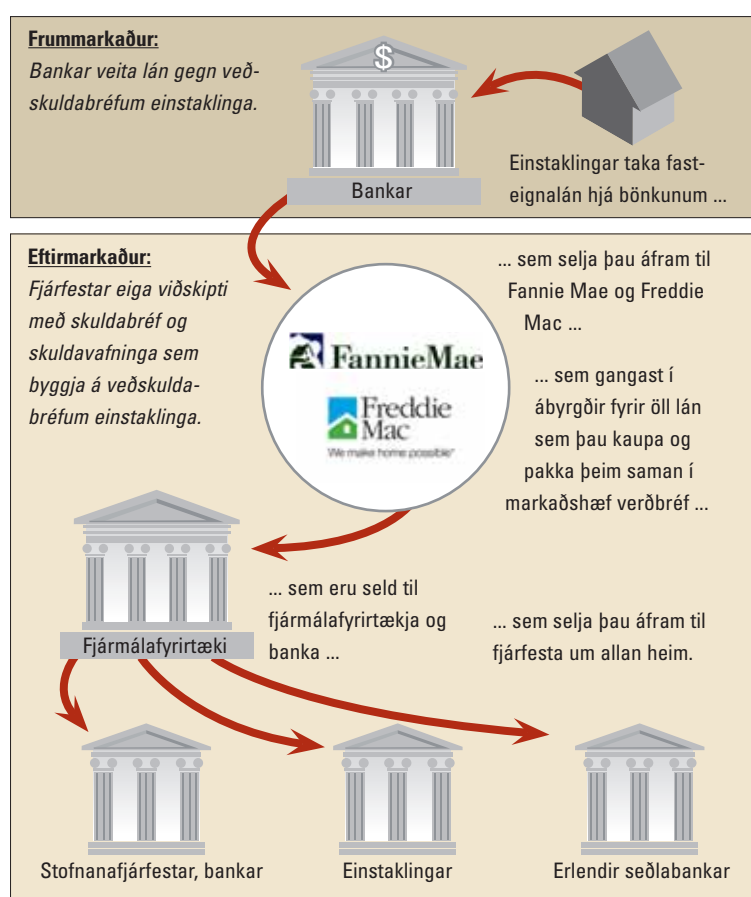 Frummarkaður:
Bankar veita lán gegn veð-
skuldabréfum einstaklinga.
$
Bankar
Einstaklingar taka fast-
eignalán hjá bönkunum ...
Eftirmarkaður:
Fjárfestar eiga viðskipti
með skuldabréf og
skuldavafninga sem
byggja á veðskulda-
bréfum einstaklinga.
... sem selja þau áfram til
Fannie Mae og Freddie
Mac ...
FannieMae
Freddie
Mac
We make home possible®
... sem gangast í
ábyrgðir fyrir öll lán
sem þau kaupa og
pakka þeim saman í
markaðshæf verðbréf ...
Fjármálafyrirtæki
... sem eru seld til
fjármálafyrirtækja og
banka ...
... sem selja þau áfram til
fjárfesta um allan heim.
Stofnanafjárfestar, bankar
Einstaklingar
Erlendir seðlabankar